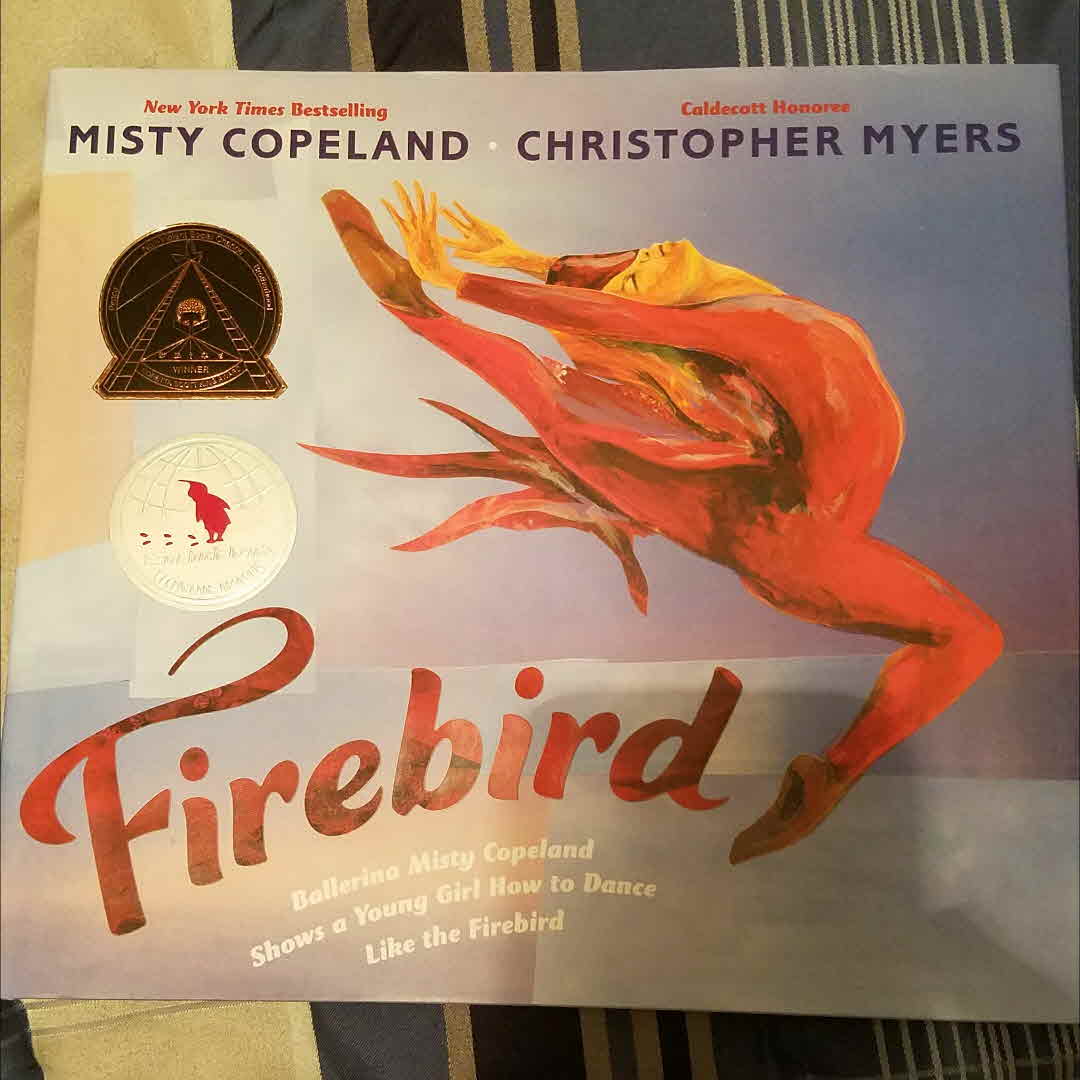 New York Times Bestselling
Caldecott Honoree
MISTY COPELAND · CHRISTOPHER MYERS
WINNER
Firebird
Ballerina Misty Copeland
Shows a Young Girl How to Dance
Like the Firebird